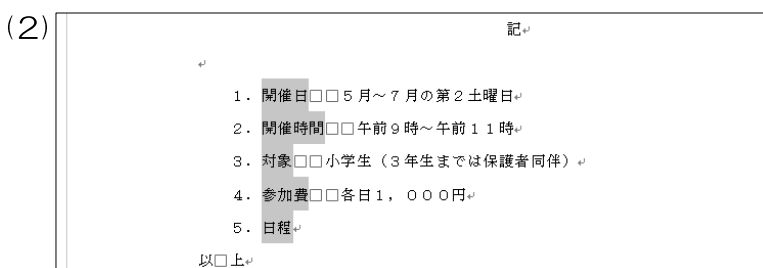 (2)
記↵
↵
１．開催日□□５月～７月の第２土曜日↵
２．開催時間□□午前９時～午前１１時↵
３．対象□□小学生（３年生までは保護者同伴）↵
４．参加費□□各日１，０００円↵
５．日程↵
以□上↵